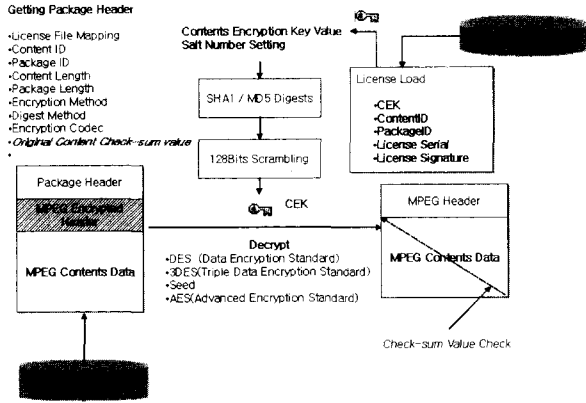 Getting Package Header
•License File Mapping
•Content ID
•Package ID
•Content Length
•Package Length
•Encryption Method
•Digest Method
•Encryption Codec
•Original Content Check-sum value
•
Package Header
MPEG Encrypted
Header
MPEG Contents Data
Contents Encryption Key Value
Salt Number Setting
SHA1 / MD5 Digests
128Bits Scrambling
CEK
Decrypt
•DES (Data Encryption Standard)
•3DES(Triple Data Encryption Standard)
•Seed
•AES(Advanced Encryption Standard)
License Load
•CEK
•ContentID
•PackageID
•License Serial
•License Signature
MPEG Header
MPEG Contents Data
Check-sum Value Check